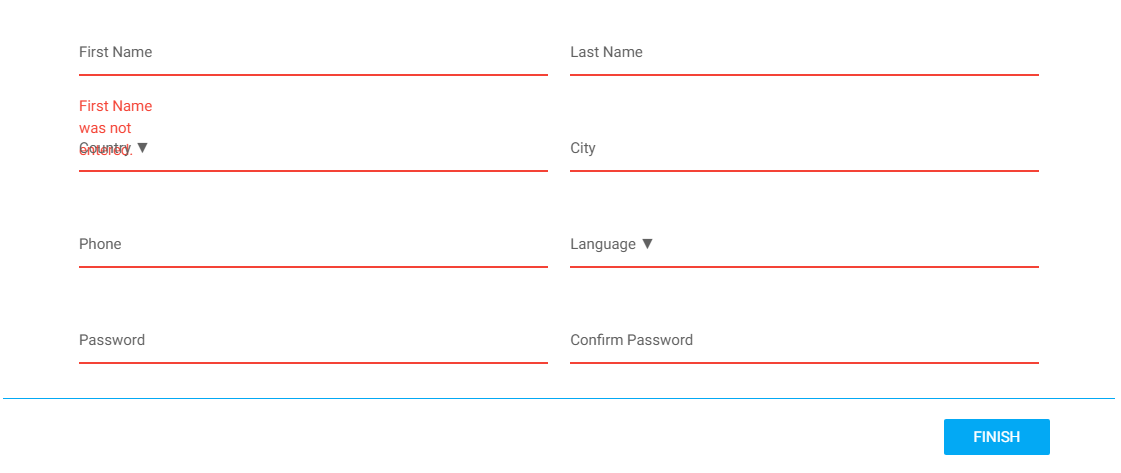 First Name
Last Name
First Name
was not
entered.
Country ▼
City
Phone
Language ▼
Password
Confirm Password
FINISH